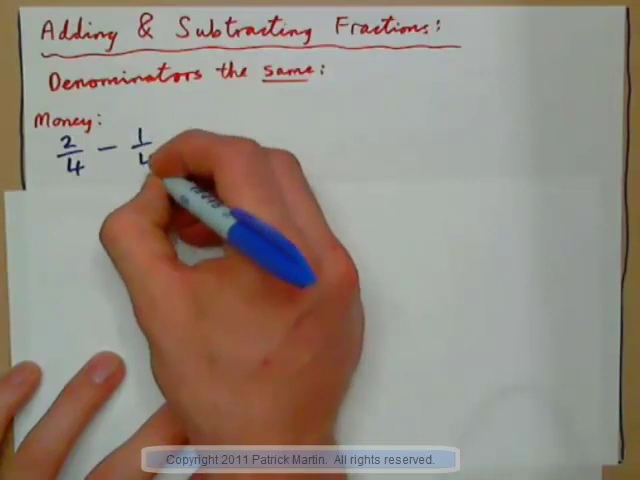 Adding & Subtracting Fractions:
Denominators the same:
Money:
2/4 - 1/4
Copyright 2011 Patrick Martin. All rights reserved.